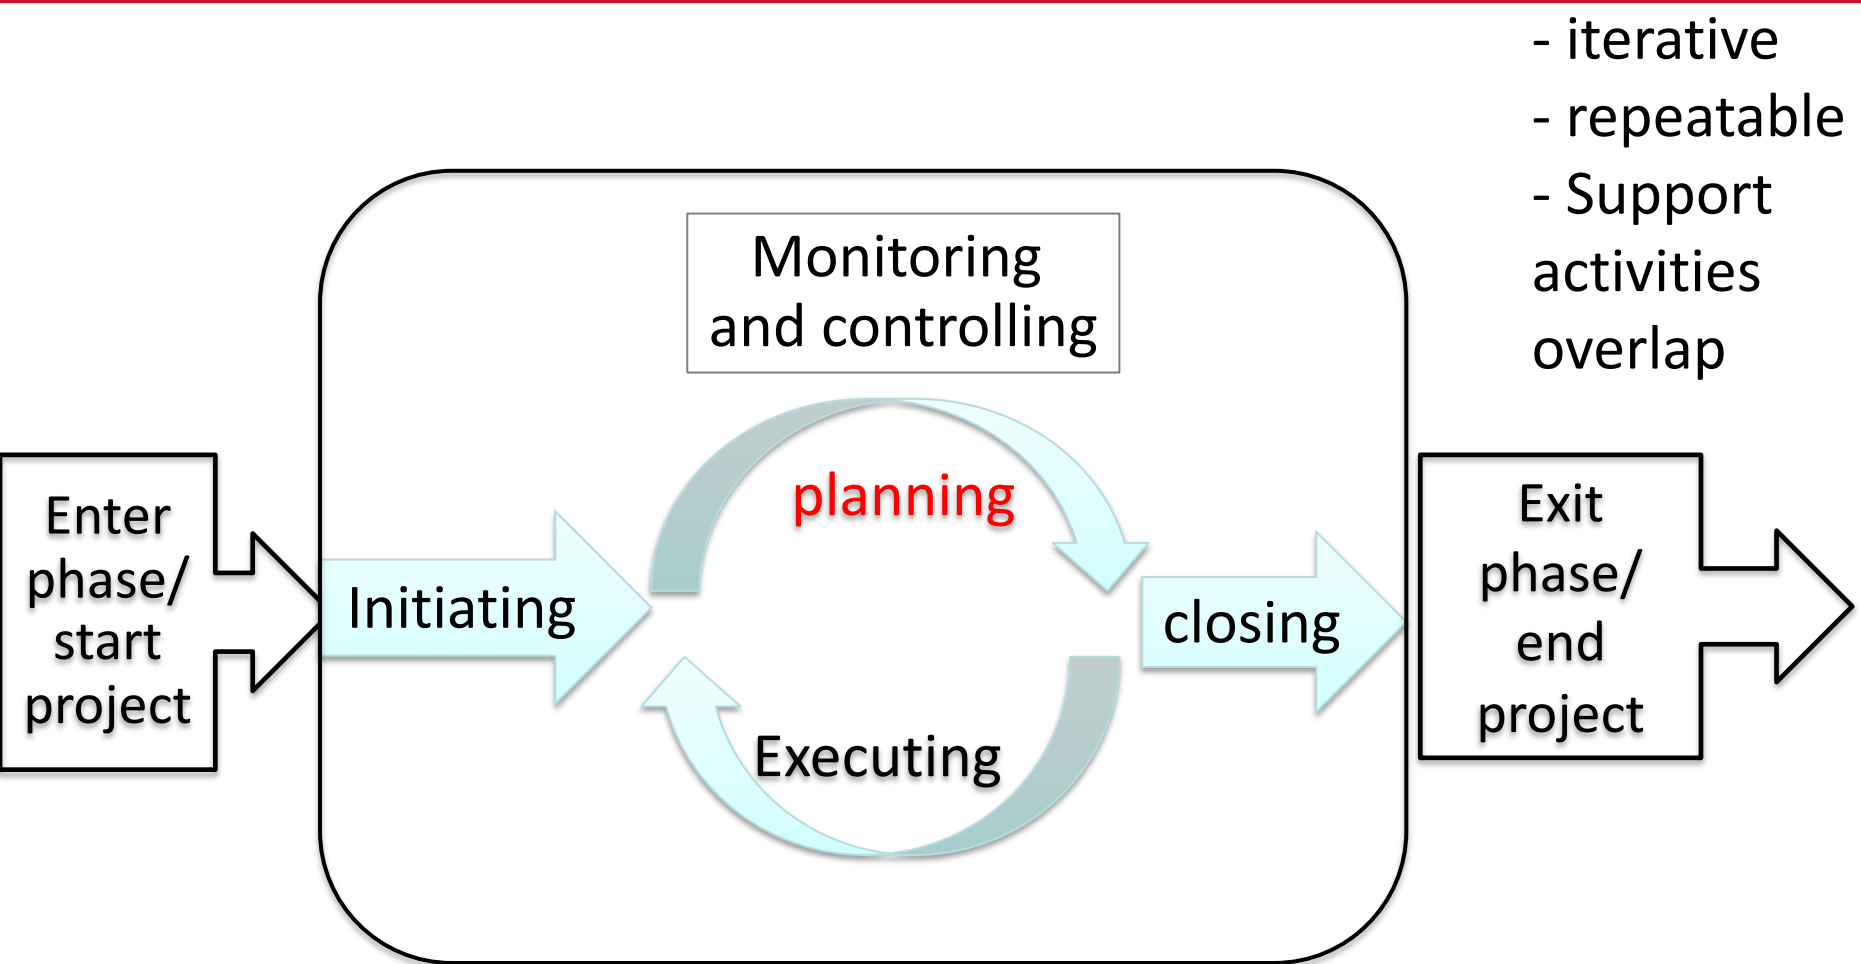 - iterative
- repeatable
- Support
activities
overlap
Monitoring
and controlling
planning
Enter
phase/
start
project
Initiating
closing
Executing
Exit
phase/
end
project